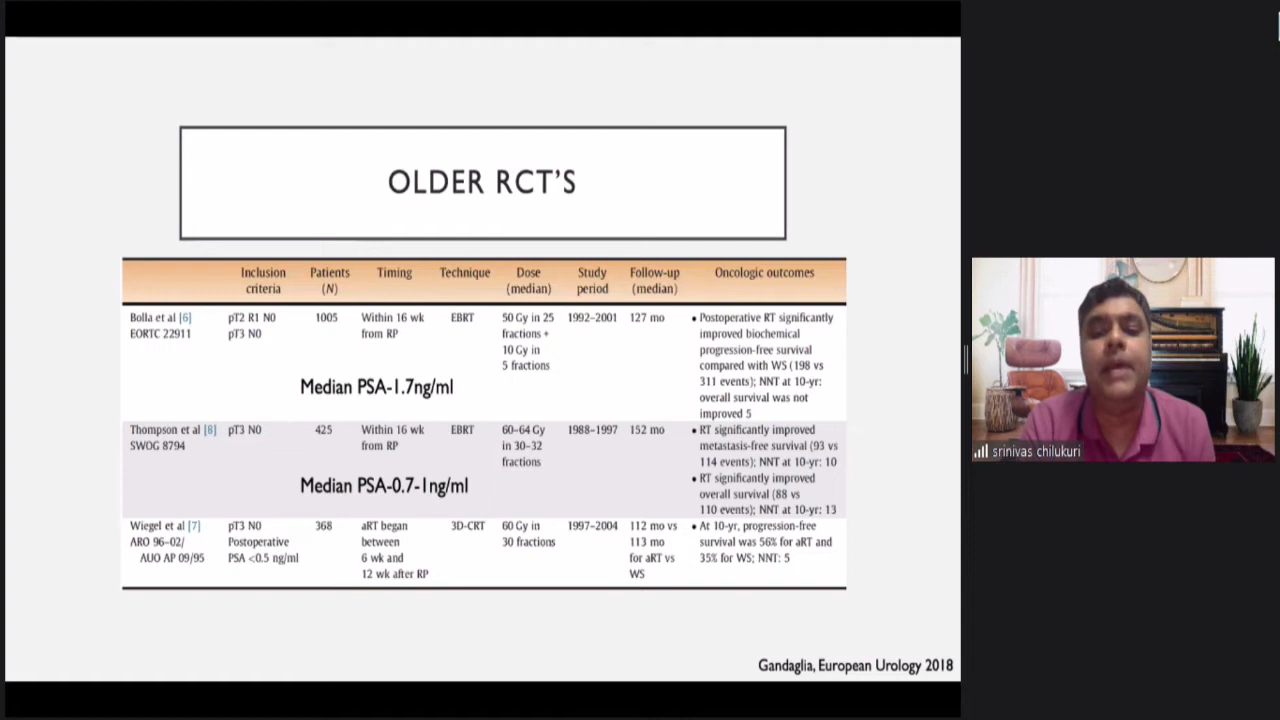 OLDER RCT'S
Inclusion criteria
Patients (N)
Timing
Technique
Dose (median)
Study period
Follow-up (median)
Oncologic outcomes
Bolla et al [6]
EORTC 22911
pT2 R1 N0
pT3 N0
1005
Within 16 wk
from RP
EBRT
50 Gy in 25
fractions +
10 Gy in
5 fractions
1992–2001
127 mo
• Postoperative RT significantly
improved biochemical
progression-free survival
compared with WS (198 vs
311 events); NNT at 10-yr:
overall survival was not
improved 5
Median PSA-1.7ng/ml
Thompson et al [8]
SWOG 8794
pT3 N0
425
Within 16 wk
from RP
EBRT
60–64 Gy
in 30–32
fractions
1988–1997
152 mo
• RT significantly improved
metastasis-free survival (93 vs
114 events); NNT at 10-yr: 10
• RT significantly improved
overall survival (88 vs
110 events); NNT at 10-yr: 13
Median PSA-0.7-1ng/ml
Wiegel et al [7]
ARO 96–02/
AUO AP 09/95
pT3 N0
Postoperative
PSA <0.5 ng/ml
368
aRT began
between
6 wk and
12 wk after RP
3D-CRT
60 Gy in
30 fractions
1997–2004
112 mo vs
113 mo
for aRT vs
WS
• At 10-yr, progression-free
survival was 56% for aRT and
35% for WS; NNT: 5
Gandaglia, European Urology 2018
srinivas chilukuri